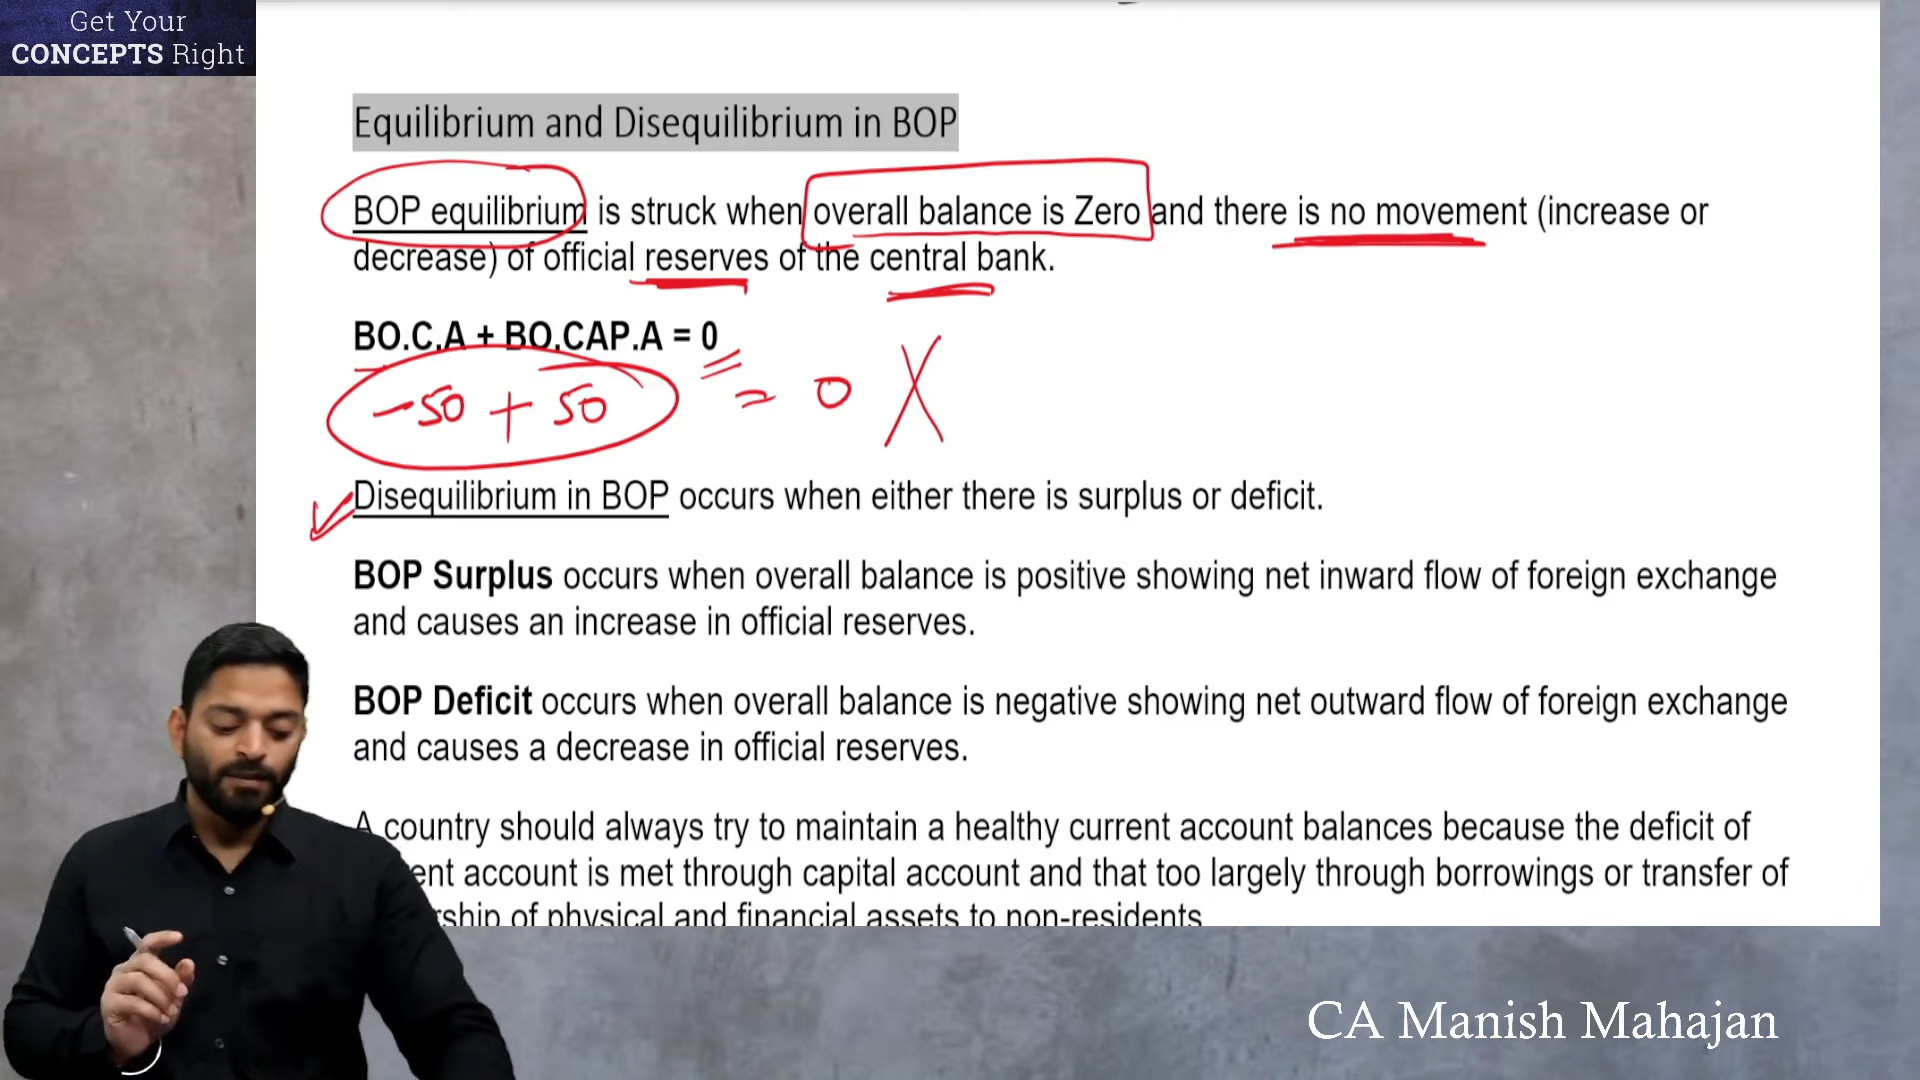 Get Your
CONCEPTS Right
Equilibrium and Disequilibrium in BOP
BOP equilibrium is struck when overall balance is Zero and there is no movement (increase or
decrease) of official reserves of the central bank.
BO.C.A + BO.CAP.A = 0
-50 + 50 = 0
Disequilibrium in BOP occurs when either there is surplus or deficit.
BOP Surplus occurs when overall balance is positive showing net inward flow of foreign exchange
and causes an increase in official reserves.
BOP Deficit occurs when overall balance is negative showing net outward flow of foreign exchange
and causes a decrease in official reserves.
A country should always try to maintain a healthy current account balances because the deficit of
ent account is met through capital account and that too largely through borrowings or transfer of
rship of physical and financial assets to non-residents
CA Manish Mahajan